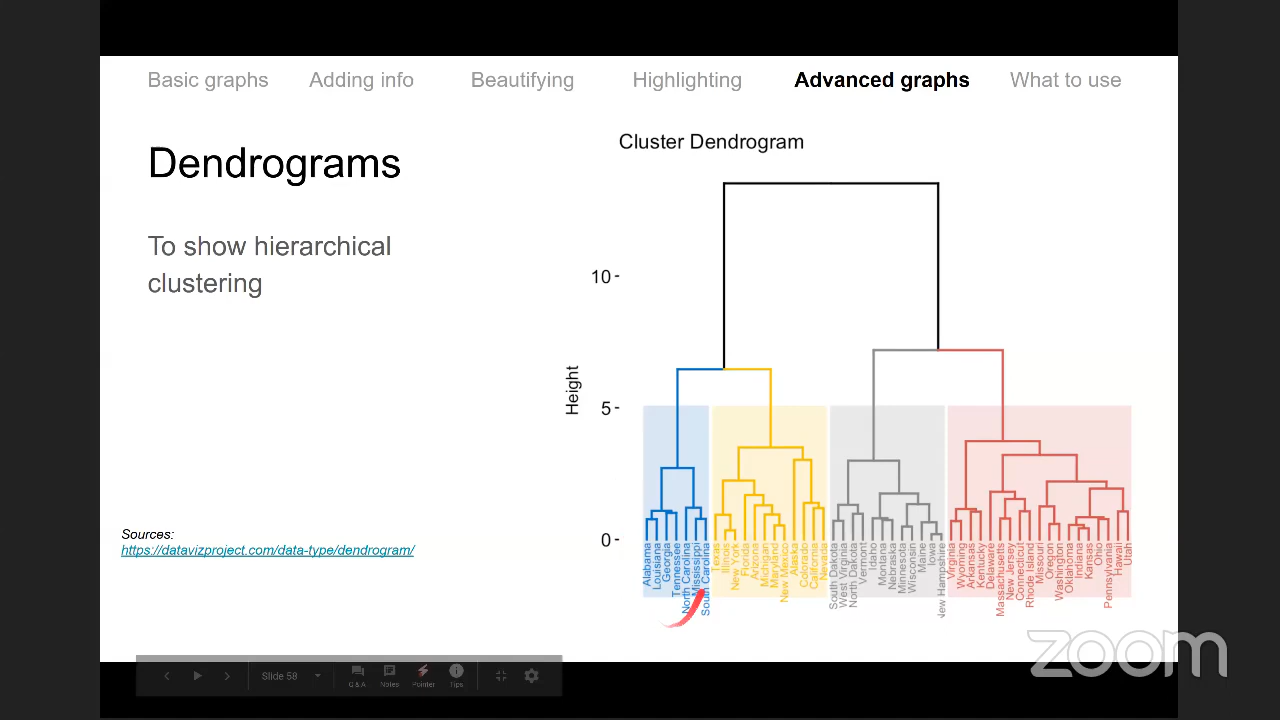 Basic graphs Adding info Beautifying Highlighting Advanced graphs What to use
Dendrograms
To show hierarchical
clustering
Cluster Dendrogram
Height
10
5
0
Alabama
Louisiana
Georgia
Tennessee
North Carolina
Mississippi
South Carolina
Texas
Illinois
New York
Florida
Arizona
Michigan
Maryland
New Mexico
Alaska
Colorado
California
Nevada
South Dakota
West Virginia
North Dakota
Vermont
Idaho
Montana
Nebraska
Minnesota
Wisconsin
Maine
Iowa
New Hampshire
Virginia
Wyoming
Arkansas
Kentucky
Delaware
Massachusetts
New Jersey
Connecticut
Rhode Island
Missouri
Oregon
Washington
Oklahoma
Indiana
Kansas
Ohio
Pennsylvania
Hawaii
Utah
Sources:
https://datavizproject.com/data-type/dendrogram/
Slide 58
Q&A Notes Pointer Tips
zoom